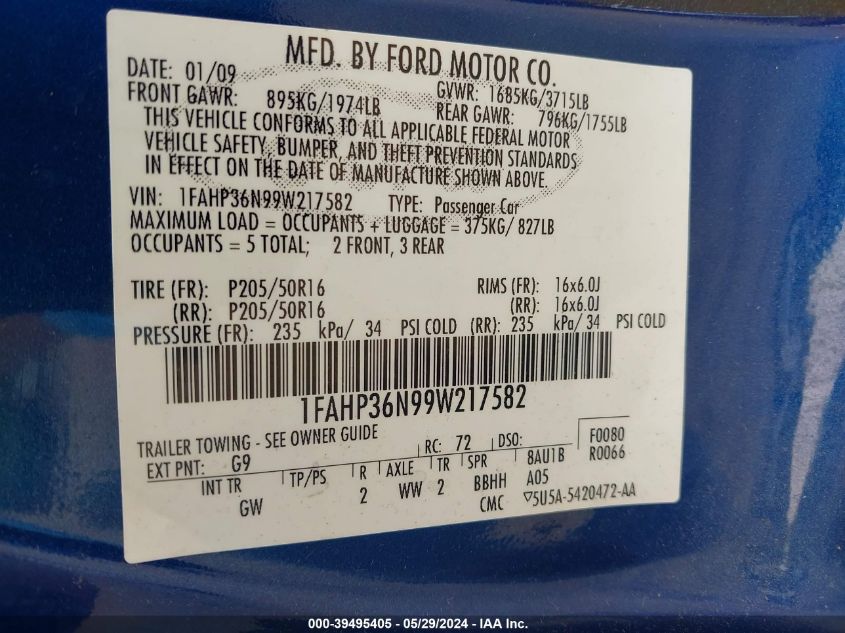 MFD. BY FORD MOTOR CO.
DATE: 01/09 GVWR: 1685KG/3715LB
FRONT GAWR: 895KG/1974LB REAR GAWR: 796KG/1755LB
THIS VEHICLE CONFORMS TO ALL APPLICABLE FEDERAL MOTOR
VEHICLE SAFETY, BUMPER, AND THEFT PREVENTION STANDARDS
IN EFFECT ON THE DATE OF MANUFACTURE SHOWN ABOVE.
VIN: 1FAHP36N99W217582 TYPE: Passenger Car
MAXIMUM LOAD = OCCUPANTS + LUGGAGE = 375KG/ 827LB
OCCUPANTS = 5 TOTAL; 2 FRONT, 3 REAR
TIRE (FR): P205/50R16 RIMS (FR): 16x6.0J
(RR): P205/50R16 (RR): 16x6.0J
PRESSURE (FR): 235 kPa/ 34 PSI COLD (RR): 235 kPa/ 34 PSI COLD
1FAHP36N99W217582
TRAILER TOWING - SEE OWNER GUIDE
EXT PNT: G9 RC: 72 DSO: F0080
INT TR TP/PS R AXLE TR SPR 8AU1B R0066
GW 2 WW 2 BBHH A05
CMC ▽5U5A-5420472-AA
000-39495405 - 05/29/2024 - IAA Inc.